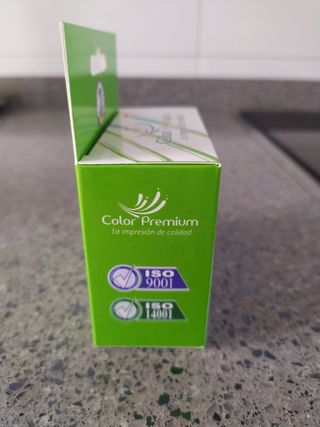 Color Premium
La impresión de calidad
ISO
9001
ISO
14001